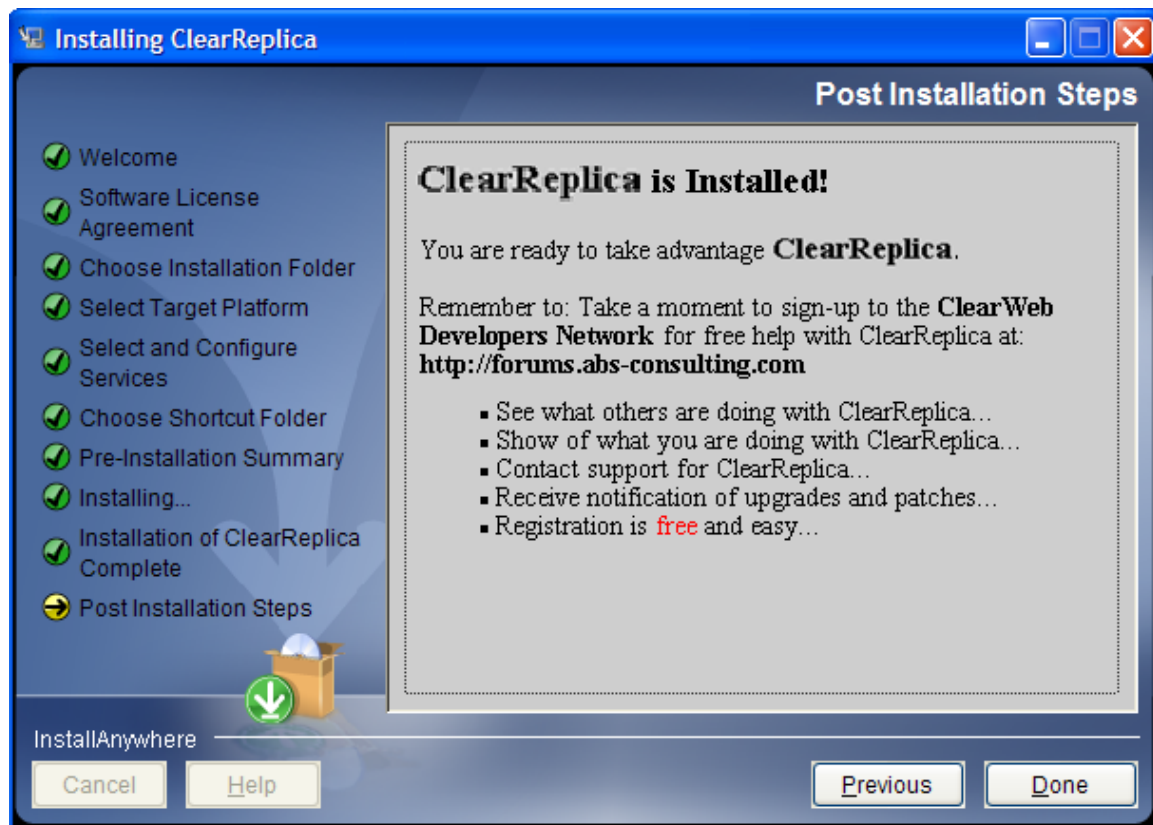 Installing ClearReplica
Post Installation Steps
Welcome
Software License
Agreement
Choose Installation Folder
Select Target Platform
Select and Configure
Services
Choose Shortcut Folder
Pre-Installation Summary
Installing...
Installation of ClearReplica
Complete
Post Installation Steps
ClearReplica is Installed!
You are ready to take advantage ClearReplica.
Remember to: Take a moment to sign-up to the ClearWeb
Developers Network for free help with ClearReplica at:
http://forums.abs-consulting.com
▪ See what others are doing with ClearReplica...
▪ Show of what you are doing with ClearReplica...
▪ Contact support for ClearReplica...
▪ Receive notification of upgrades and patches...
▪ Registration is free and easy...
InstallAnywhere
Cancel
Help
Previous
Done